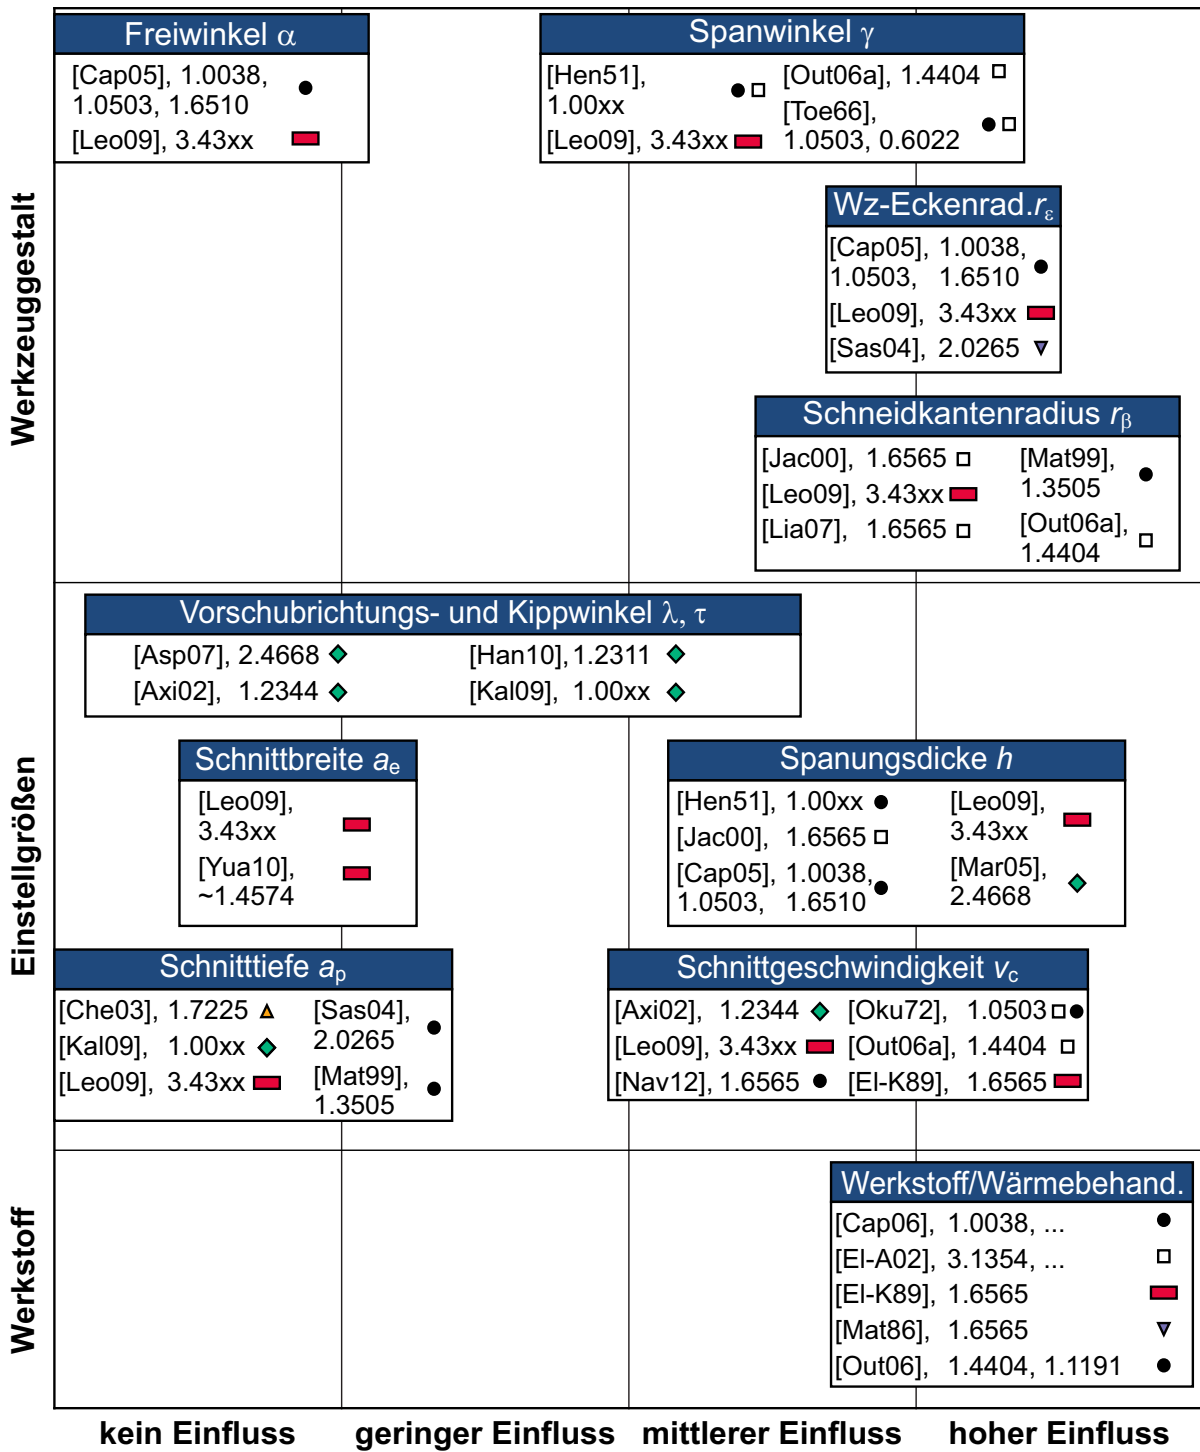 Werkzeuggestalt
Freiwinkel α
[Cap05], 1.0038,
1.0503, 1.6510
[Leo09], 3.43xx
Spanwinkel γ
[Hen51],
1.00xx
[Leo09], 3.43xx
[Out06a], 1.4404
[Toe66],
1.0503, 0.6022
Wz-Eckenrad.rε
[Cap05], 1.0038,
1.0503, 1.6510
[Leo09], 3.43xx
[Sas04], 2.0265
Schneidkantenradius rβ
[Jac00], 1.6565
[Leo09], 3.43xx
[Lia07], 1.6565
[Mat99],
1.3505
[Out06a],
1.4404
Einstellgrößen
Vorschubrichtungs- und Kippwinkel λ, τ
[Asp07], 2.4668
[Axi02], 1.2344
[Han10], 1.2311
[Kal09], 1.00xx
Schnittbreite ae
[Leo09],
3.43xx
[Yua10],
~1.4574
Spanungsdicke h
[Hen51], 1.00xx
[Jac00], 1.6565
[Cap05], 1.0038,
1.0503, 1.6510
[Leo09],
3.43xx
[Mar05],
2.4668
Schnitttiefe ap
[Che03], 1.7225
[Kal09], 1.00xx
[Leo09], 3.43xx
[Sas04],
2.0265
[Mat99],
1.3505
Schnittgeschwindigkeit vc
[Axi02], 1.2344
[Leo09], 3.43xx
[Nav12], 1.6565
[Oku72], 1.0503
[Out06a], 1.4404
[El-K89], 1.6565
Werkstoff
Werkstoff/Wärmebehand.
[Cap06], 1.0038, ...
[El-A02], 3.1354, ...
[El-K89], 1.6565
[Mat86], 1.6565
[Out06], 1.4404, 1.1191
kein Einfluss geringer Einfluss mittlerer Einfluss hoher Einfluss